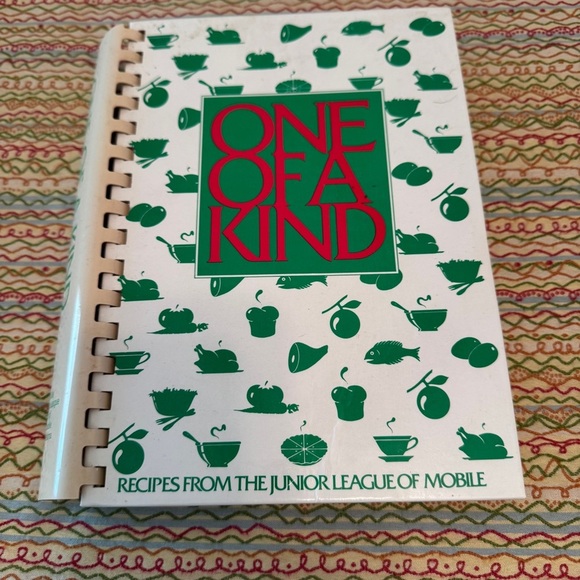 ONE
OF A
KIND
RECIPES FROM THE JUNIOR LEAGUE OF MOBILE